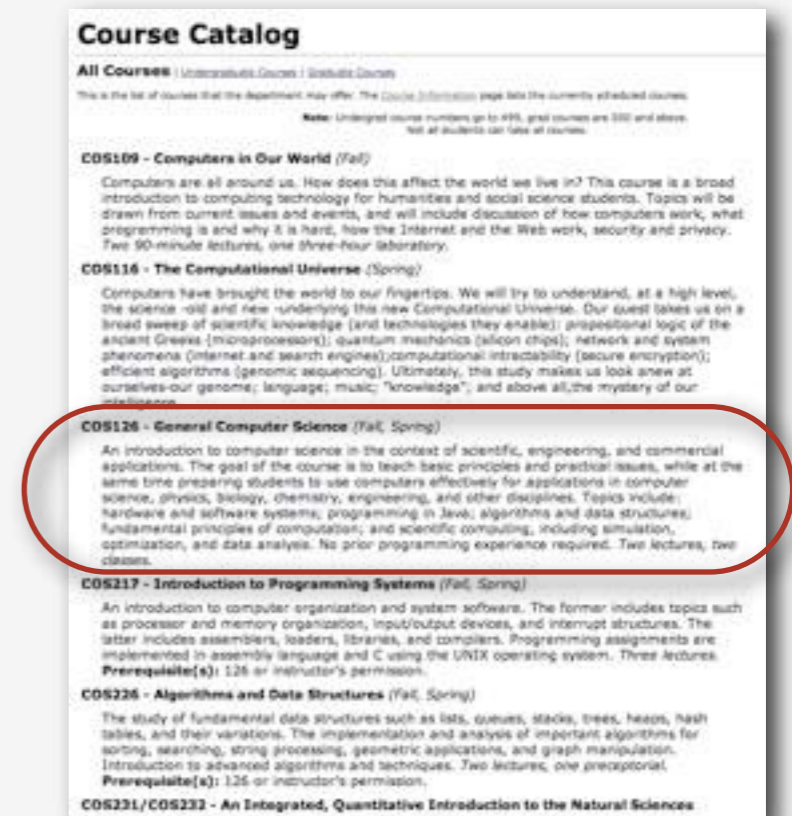 Course Catalog
All Courses | Undergraduate Courses | Graduate Courses
This is the list of courses that the department may offer. The Course Information page lists the currently scheduled courses.
Note: Undergrad course numbers go to 499, grad courses are 500 and above.
Not all students can take all courses.
COS109 - Computers in Our World (Fall)
Computers are all around us. How does this affect the world we live in? This course is a broad
introduction to computing technology for humanities and social science students. Topics will be
drawn from current issues and events, and will include discussion of how computers work, what
programming is and why it is hard, how the Internet and the Web work, security and privacy.
Two 90-minute lectures, one three-hour laboratory.
COS116 - The Computational Universe (Spring)
Computers have brought the world to our fingertips. We will try to understand, at a high level,
the science -old and new -underlying this new Computational Universe. Our quest takes us on a
broad sweep of scientific knowledge (and technologies they enable): propositional logic of the
ancient Greeks (microprocessors); quantum mechanics (silicon chips); network and system
phenomena (internet and search engines);computational intractability (secure encryption);
efficient algorithms (genomic sequencing). Ultimately, this study makes us look anew at
ourselves-our genome; language; music; "knowledge"; and above all,the mystery of our
intelligence.
COS126 - General Computer Science (Fall, Spring)
An introduction to computer science in the context of scientific, engineering, and commercial
applications. The goal of the course is to teach basic principles and practical issues, while at the
same time preparing students to use computers effectively for applications in computer
science, physics, biology, chemistry, engineering, and other disciplines. Topics include:
hardware and software systems; programming in Java; algorithms and data structures;
fundamental principles of computation; and scientific computing, including simulation,
optimization, and data analysis. No prior programming experience required. Two lectures, two
classes.
COS217 - Introduction to Programming Systems (Fall, Spring)
An introduction to computer organization and system software. The former includes topics such
as processor and memory organization, input/output devices, and interrupt structures. The
latter includes assemblers, loaders, libraries, and compilers. Programming assignments are
implemented in assembly language and C using the UNIX operating system. Three lectures.
Prerequisite(s): 126 or instructor's permission.
COS226 - Algorithms and Data Structures (Fall, Spring)
The study of fundamental data structures such as lists, queues, stacks, trees, heaps, hash
tables, and their variations. The implementation and analysis of important algorithms for
sorting, searching, string processing, geometric applications, and graph manipulation.
Introduction to advanced algorithms and techniques. Two lectures, one preceptorial.
Prerequisite(s): 126 or instructor's permission.
COS231/COS232 - An Integrated, Quantitative Introduction to the Natural Sciences